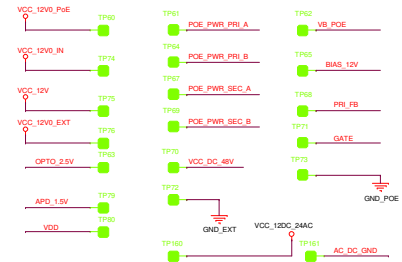 VCC_12V0_PoE
TP60
TP61
POE_PWR_PRI_A
TP62
VB_POE
VCC_12V0_IN
TP74
TP64
POE_PWR_PRI_B
TP65
BIAS_12V
VCC_12V
TP75
TP67
POE_PWR_SEC_A
TP68
PRI_FB
VCC_12V0_EXT
TP76
TP69
POE_PWR_SEC_B
TP71
GATE
OPTO_2.5V
TP63
TP70
VCC_DC_48V
TP73
GND_POE
APD_1.5V
TP79
TP72
GND_EXT
VDD
TP80
VCC_12DC_24AC
TP160
TP161
AC_DC_GND